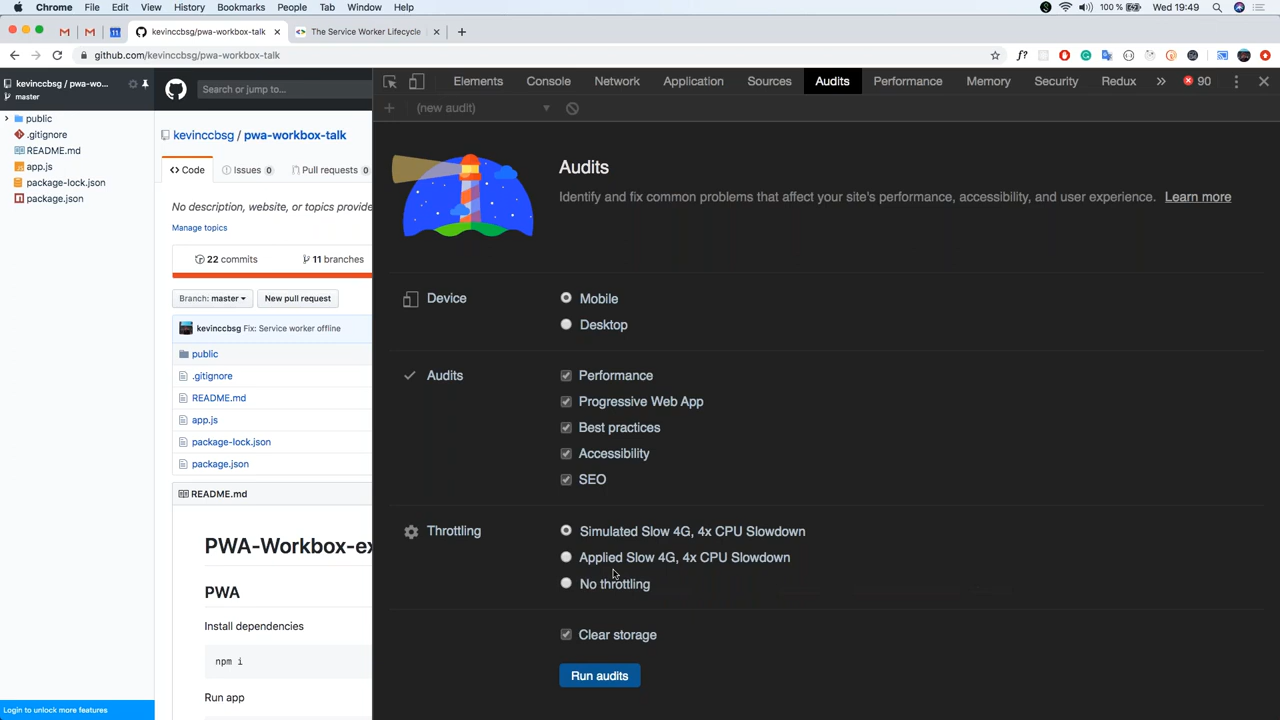 Chrome File Edit View History Bookmarks People Tab Window Help 100 % Wed 19:49
kevinccbsg/pwa-workbox-talk The Service Worker Lifecycle
github.com/kevinccbsg/pwa-workbox-talk
kevinccbsg / pwa-wo...
master
public
.gitignore
README.md
app.js
package-lock.json
package.json
Login to unlock more features
Search or jump to...
kevinccbsg / pwa-workbox-talk
Code Issues 0 Pull requests 0
No description, website, or topics provide
Manage topics
22 commits 11 branches
Branch: master New pull request
kevinccbsg Fix: Service worker offline
public
.gitignore
README.md
app.js
package-lock.json
package.json
README.md
PWA-Workbox-ex
PWA
Install dependencies
npm i
Run app
Elements Console Network Application Sources Audits Performance Memory Security Redux » 90
(new audit)
Audits
Identify and fix common problems that affect your site's performance, accessibility, and user experience. Learn more
Device
Mobile
Desktop
Audits
Performance
Progressive Web App
Best practices
Accessibility
SEO
Throttling
Simulated Slow 4G, 4x CPU Slowdown
Applied Slow 4G, 4x CPU Slowdown
No throttling
Clear storage
Run audits